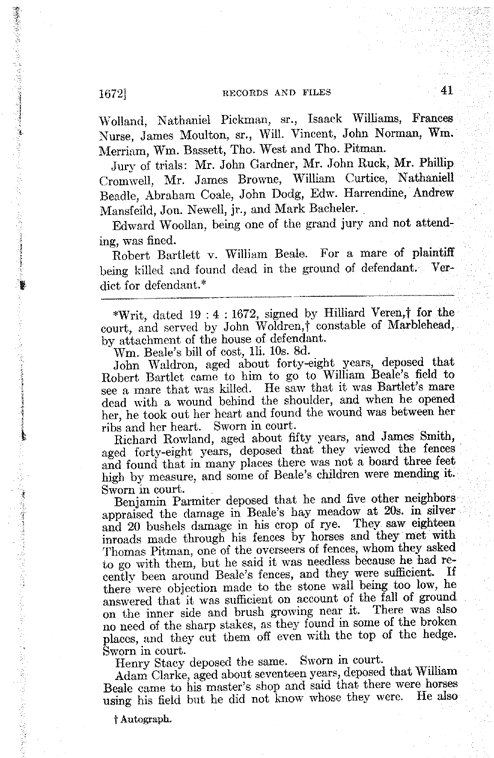 1672] RECORDS AND FILES 41
Wolland, Nathaniel Pickman, sr., Isaack Williams, Frances
Nurse, James Moulton, sr., Will. Vincent, John Norman, Wm.
Merriam, Wm. Bassett, Tho. West and Tho. Pitman.
Jury of trials: Mr. John Gardner, Mr. John Ruck, Mr. Phillip
Cromwell, Mr. James Browne, William Curtice, Nathaniell
Beadle, Abraham Coale, John Dodg, Edw. Harrendine, Andrew
Mansfeild, Jon. Newell, jr., and Mark Bacheler.
Edward Woollan, being one of the grand jury and not attend-
ing, was fined.
Robert Bartlett v. William Beale. For a mare of plaintiff
being killed and found dead in the ground of defendant. Ver-
dict for defendant.*
*Writ, dated 19 : 4 : 1672, signed by Hilliard Veren,† for the
court, and served by John Woldren,† constable of Marblehead,
by attachment of the house of defendant.
Wm. Beale's bill of cost, 1li. 10s. 8d.
John Waldron, aged about forty-eight years, deposed that
Robert Bartlet came to him to go to William Beale's field to
see a mare that was killed. He saw that it was Bartlet's mare
dead with a wound behind the shoulder, and when he opened
her, he took out her heart and found the wound was between her
ribs and her heart. Sworn in court.
Richard Rowland, aged about fifty years, and James Smith,
aged forty-eight years, deposed that they viewed the fences
and found that in many places there was not a board three feet
high by measure, and some of Beale's children were mending it.
Sworn in court.
Benjamin Parmiter deposed that he and five other neighbors
appraised the damage in Beale's hay meadow at 20s. in silver
and 20 bushels damage in his crop of rye. They saw eighteen
inroads made through his fences by horses and they met with
Thomas Pitman, one of the overseers of fences, whom they asked
to go with them, but he said it was needless because he had re-
cently been around Beale's fences, and they were sufficient. If
there were objection made to the stone wall being too low, he
answered that it was sufficient on account of the fall of ground
on the inner side and brush growing near it. There was also
no need of the sharp stakes, as they found in some of the broken
places, and they cut them off even with the top of the hedge.
Sworn in court.
Henry Stacy deposed the same. Sworn in court.
Adam Clarke, aged about seventeen years, deposed that William
Beale came to his master's shop and said that there were horses
using his field but he did not know whose they were. He also
† Autograph.